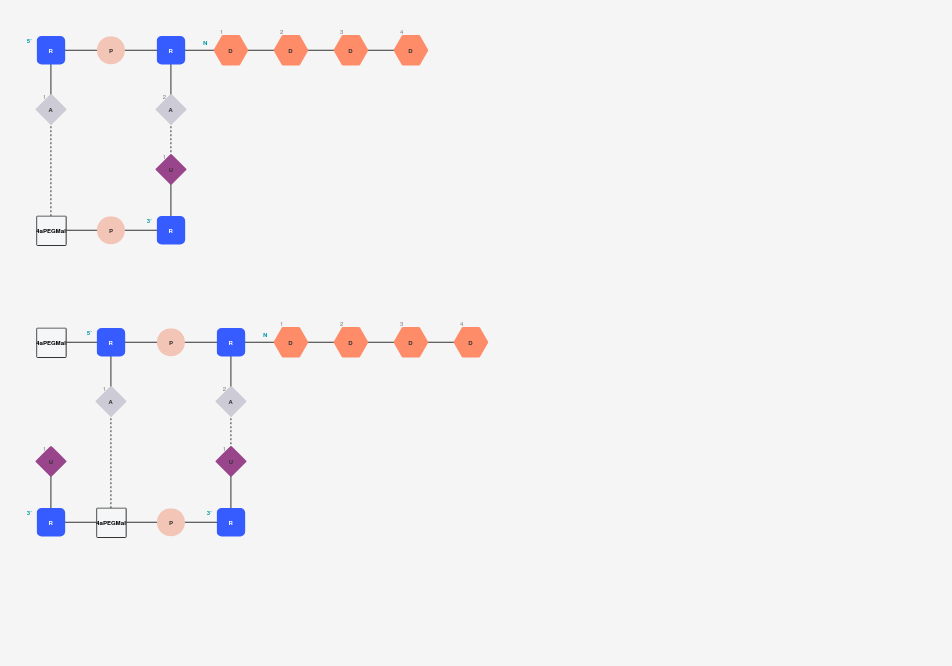 1 2 3 4
5' N
R P R D D D D
1 2
A A
1
U
3'
4aPEGMal P R
1 2 3 4
5' N
4aPEGMal R P R D D D D
1 2
A A
1 1
U U
3' 3'
R 4aPEGMal P R